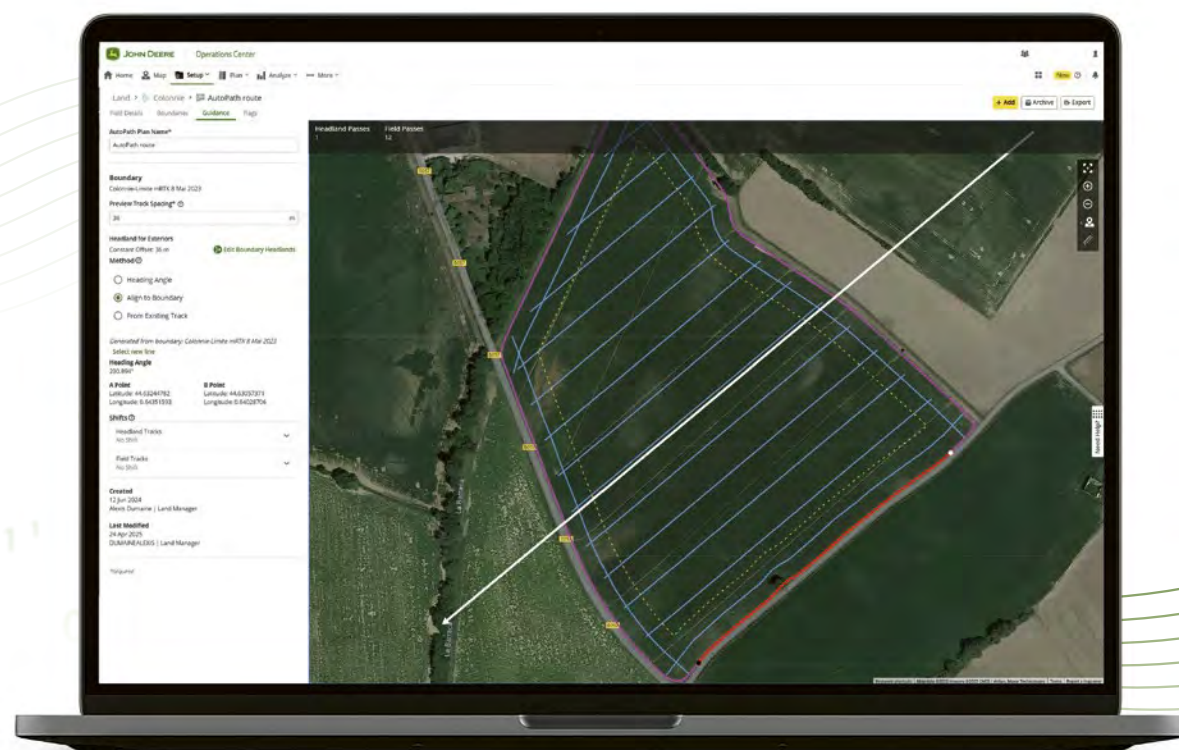 JOHN DEERE Operations Center
Home Map Setup Plan Analyze More
New
Land Colonnie AutoPath route
Add Archive Export
Field Details Boundaries Guidance Flags
AutoPath Plan Name*
AutoPath route
Headland Passes Field Passes
1 12
Boundary
Colonnie-Limite mRTK 8 Mai 2023
Preview Track Spacing*
36 m
Headland for Exteriors
Constant Offset: 36 m Edit Boundary Headlands
Method
Heading Angle
Align to Boundary
From Existing Track
Generated from boundary: Colonnie-Limite mRTK 8 Mai 2023
Select new line
Heading Angle
A Point B Point
Shifts
Headland Tracks
No Shift
Field Tracks
No Shift
Created
12 Jun 2024
Alexis Dumaine | Land Manager
Last Modified
24 Apr 2025
DUMAINEALEXIS | Land Manager
*Required
Need Help?